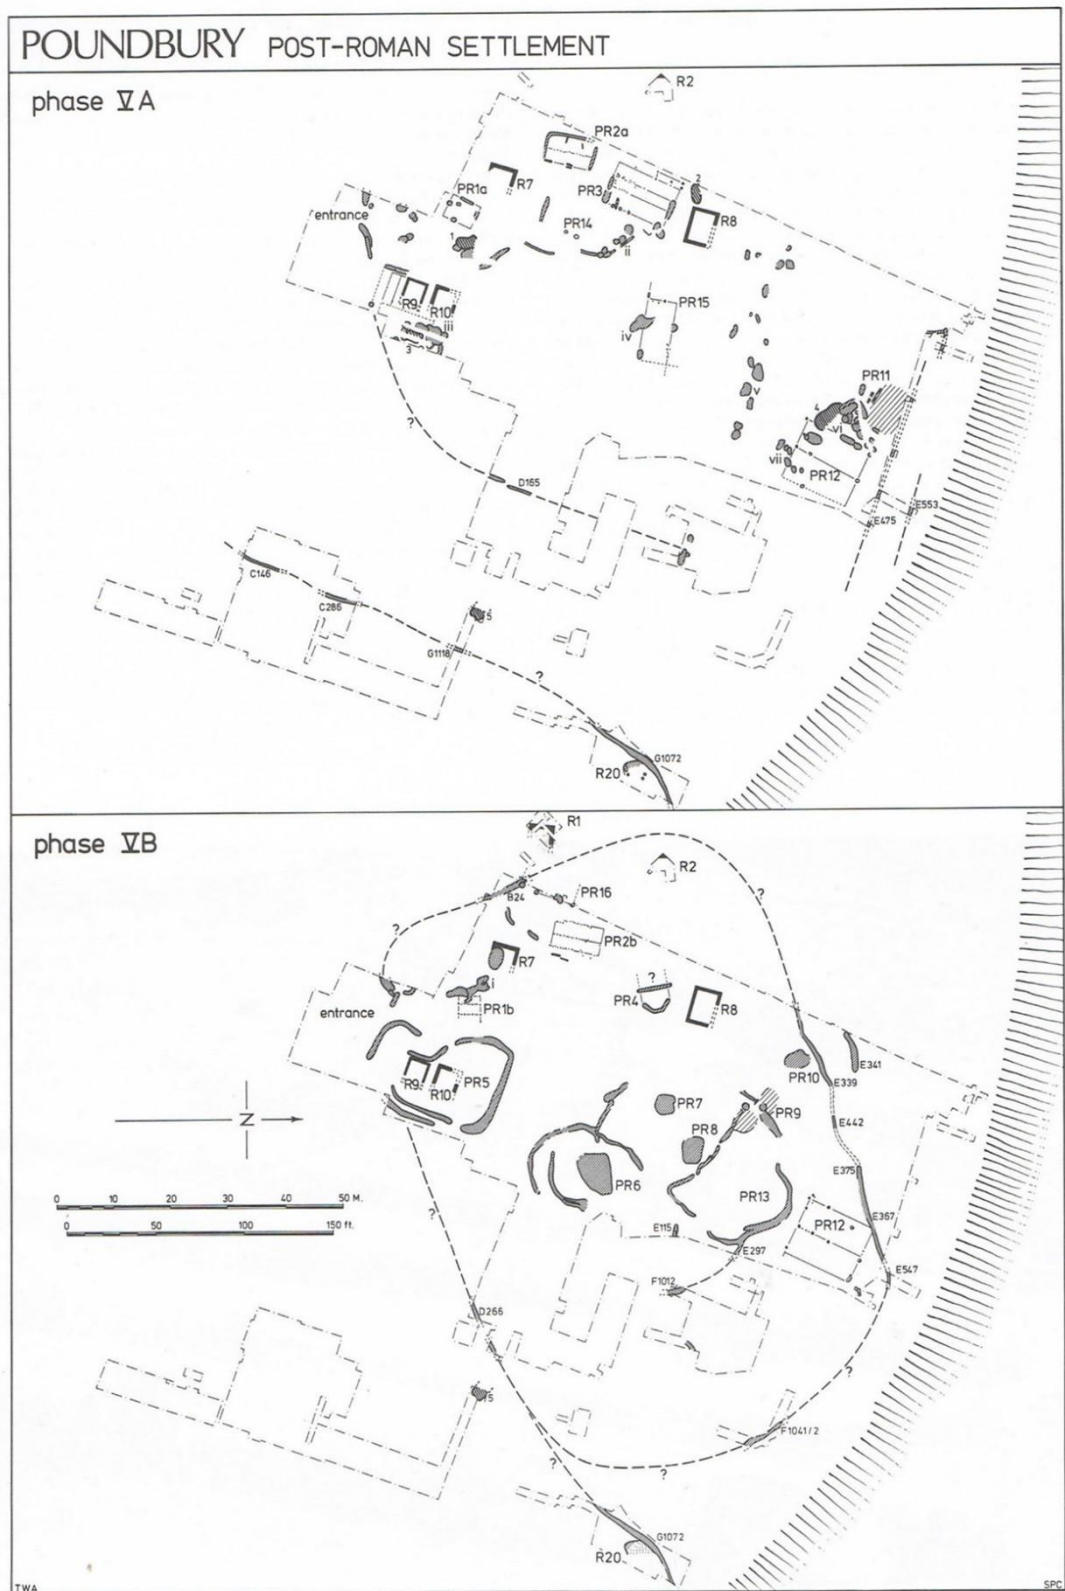 POUNDBURY POST-ROMAN SETTLEMENT
phase VA
R2
PR2a
R7
PR3
2
PR1a
R8
entrance
PR14
1
ii
R9
R10
iii
3
PR15
iv
?
v
PR11
4
vi
vii
PR12
D165
E475
E553
C146
C286
5
G1118
?
G1072
R20
phase VB
R1
R2
?
?
B24
PR16
PR2b
R7
i
?
PR4
R8
PR1b
entrance
E341
PR10
E339
R9
R10
PR5
PR7
PR9
E442
N
PR8
E375
PR6
PR13
0 10 20 30 40 50 M.
0 50 100 150 ft.
?
PR12
E367
E115
E297
E547
F1012
D266
?
5
F1041/2
?
?
G1072
R20
TWA
SPC